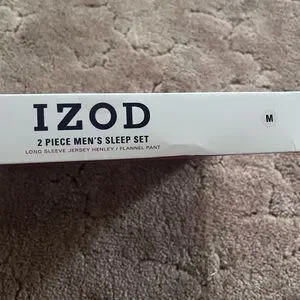 IZOD
2 PIECE MEN'S SLEEP SET
LONG SLEEVE JERSEY HENLEY / FLANNEL PANT
M